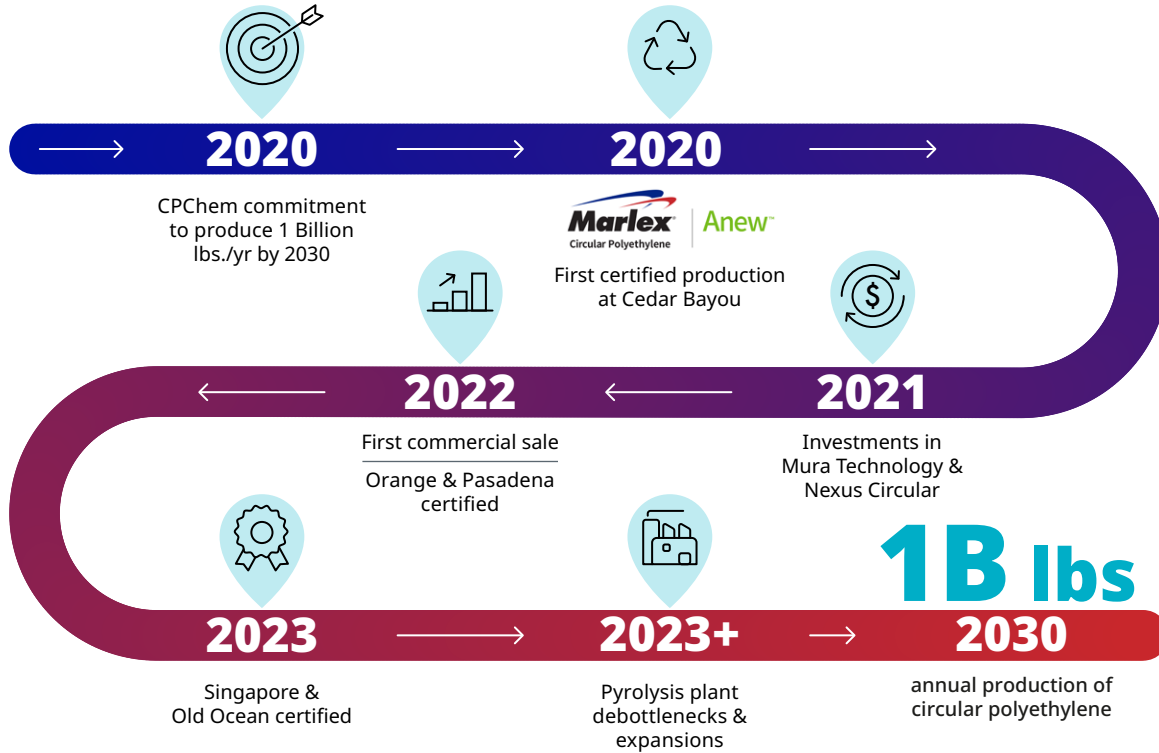 2020
CPChem commitment
to produce 1 Billion
lbs./yr by 2030
2020
Marlex®
Circular Polyethylene
Anew™
First certified production
at Cedar Bayou
$
2021
Investments in
Mura Technology &
Nexus Circular
2022
First commercial sale
Orange & Pasadena
certified
2023
Singapore &
Old Ocean certified
2023+
Pyrolysis plant
debottlenecks &
expansions
1B lbs
2030
annual production of
circular polyethylene